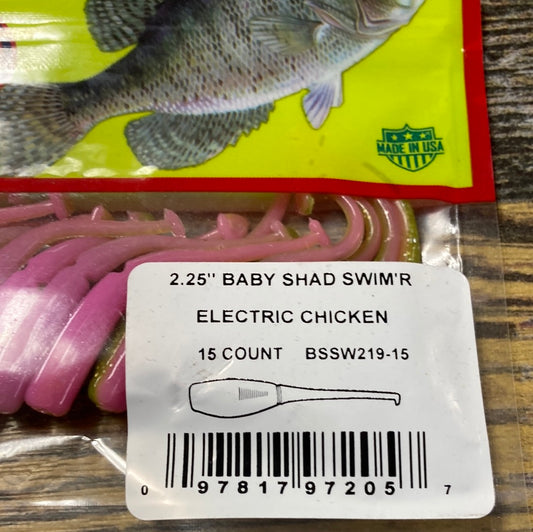 MADE IN USA
2.25" BABY SHAD SWIM'R
ELECTRIC CHICKEN
15 COUNT BSSW219-15
0 97817 97205 7